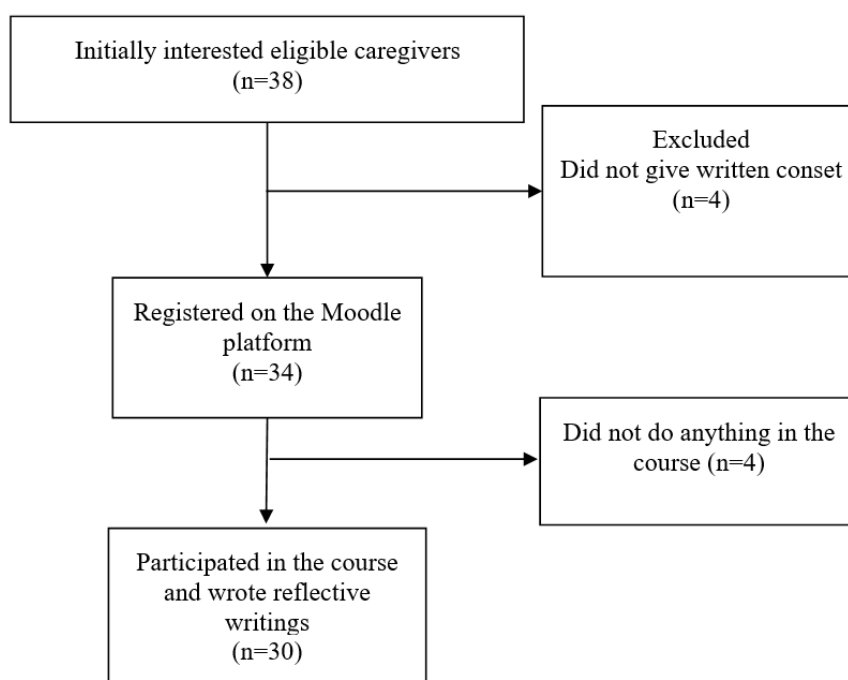 Initially interested eligible caregivers
(n=38)
Excluded
Did not give written conset
(n=4)
Registered on the Moodle
platform
(n=34)
Did not do anything in the
course (n=4)
Participated in the course
and wrote reflective
writings
(n=30)